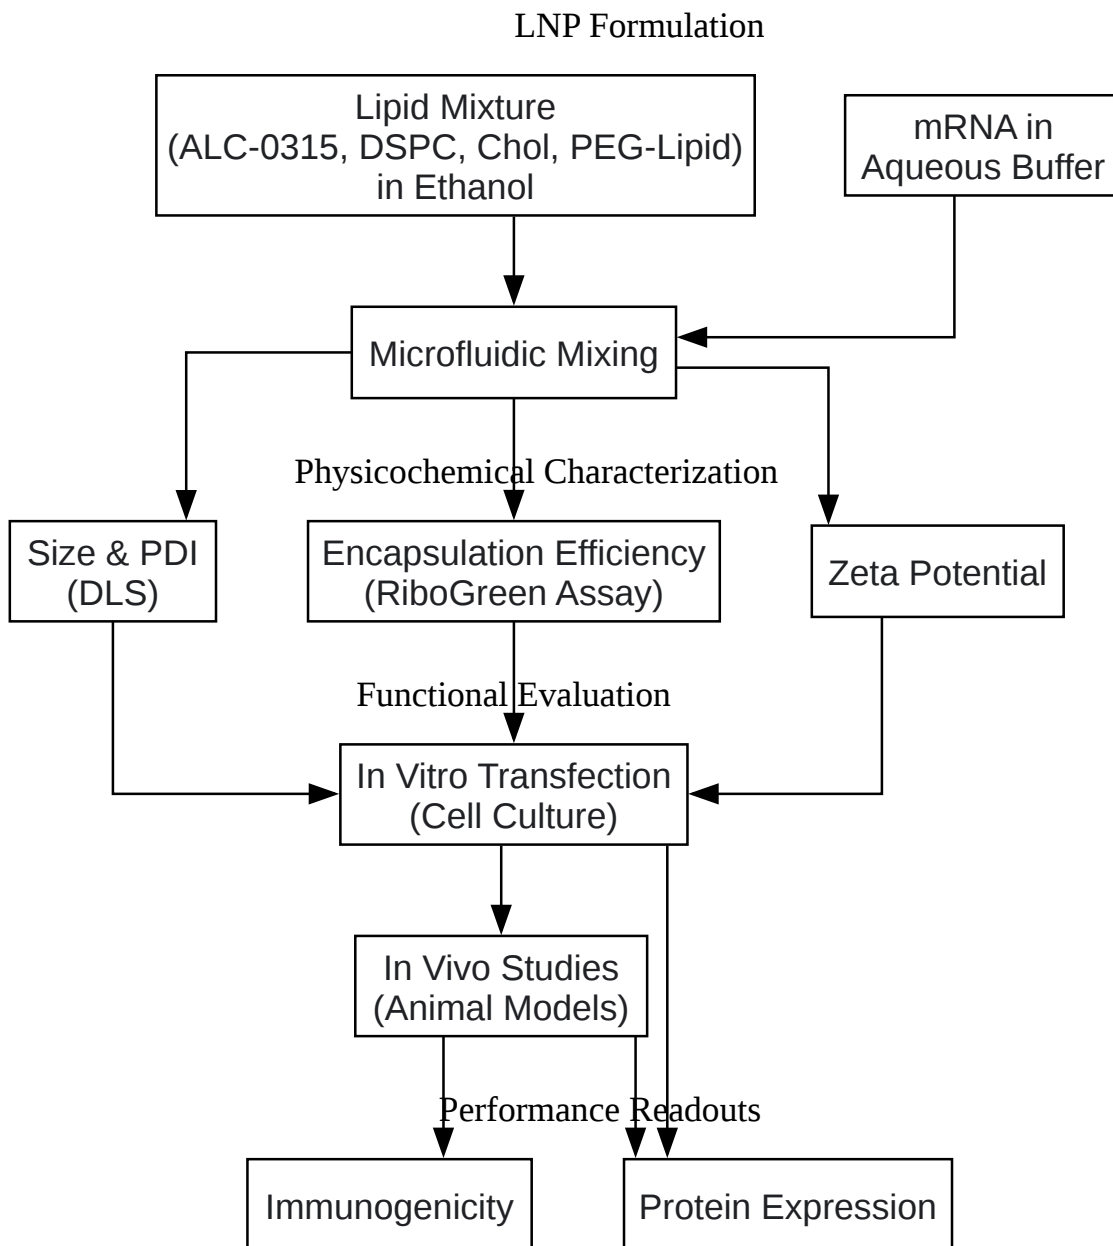 LNP Formulation
Lipid Mixture
(ALC-0315, DSPC, Chol, PEG-Lipid)
in Ethanol
mRNA in
Aqueous Buffer
Microfluidic Mixing
Physicochemical Characterization
Size & PDI
(DLS)
Encapsulation Efficiency
(RiboGreen Assay)
Zeta Potential
Functional Evaluation
In Vitro Transfection
(Cell Culture)
In Vivo Studies
(Animal Models)
Performance Readouts
Immunogenicity
Protein Expression